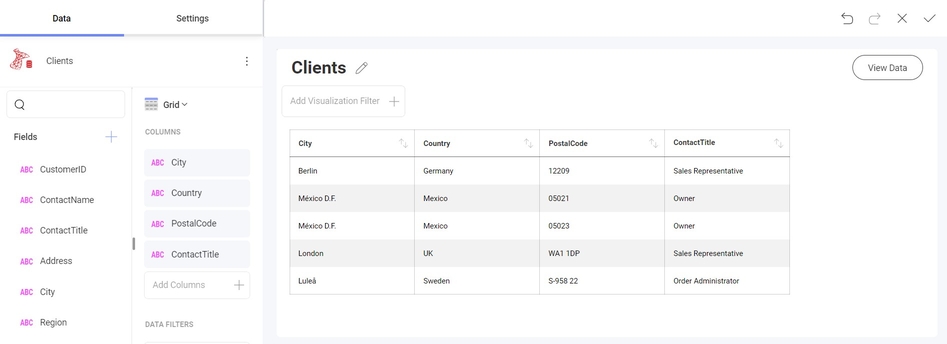 Data Settings
Clients
Fields
ABC CustomerID
ABC ContactName
ABC ContactTitle
ABC Address
ABC City
ABC Region
Grid
COLUMNS
ABC City
ABC Country
ABC PostalCode
ABC ContactTitle
Add Columns
DATA FILTERS
Clients
View Data
Add Visualization Filter
City Country PostalCode ContactTitle
Berlin Germany 12209 Sales Representative
México D.F. Mexico 05021 Owner
México D.F. Mexico 05023 Owner
London UK WA1 1DP Sales Representative
Luleå Sweden S-958 22 Order Administrator